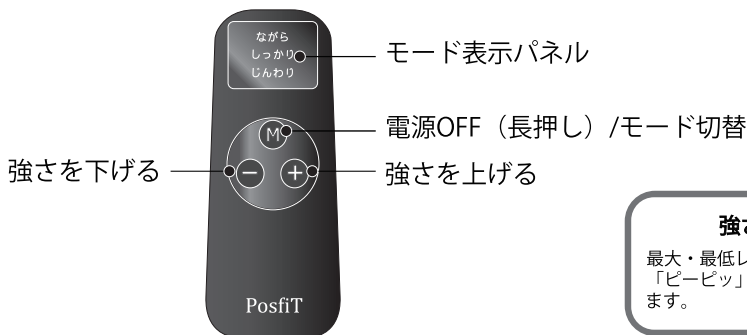 ながら
しっかり
じんわり
モード表示パネル
M
電源OFF（長押し）/モード切替
強さを下げる
−
+
強さを上げる
PosfiT
強さ
最大・最低レ
「ピーピッ」
ます。